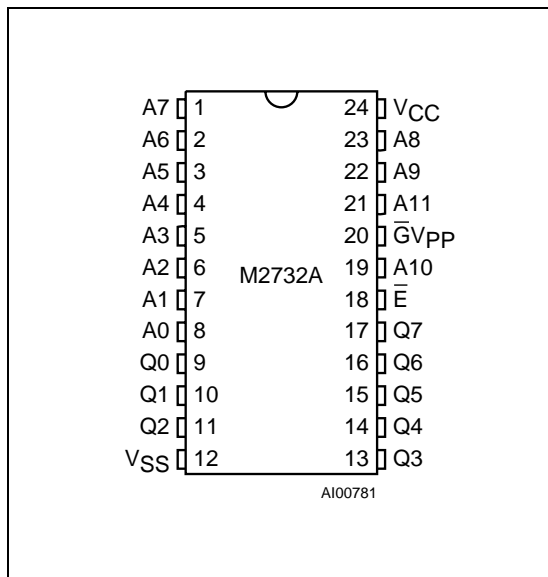 A7 1 24 VCC
A6 2 23 A8
A5 3 22 A9
A4 4 21 A11
A3 5 20 G̅VPP
A2 6 19 A10
M2732A
A1 7 18 E̅
A0 8 17 Q7
Q0 9 16 Q6
Q1 10 15 Q5
Q2 11 14 Q4
VSS 12 13 Q3
AI00781